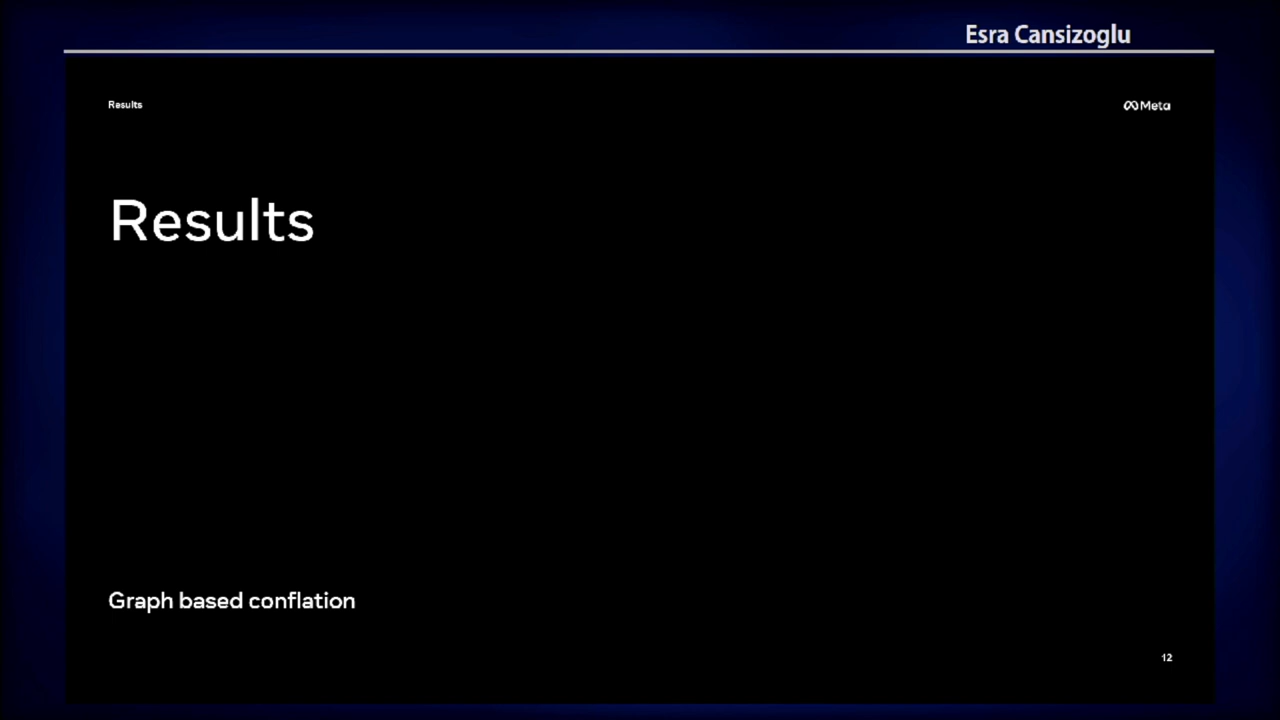 Esra Cansizoglu
Results
Meta
Results
Graph based conflation
12